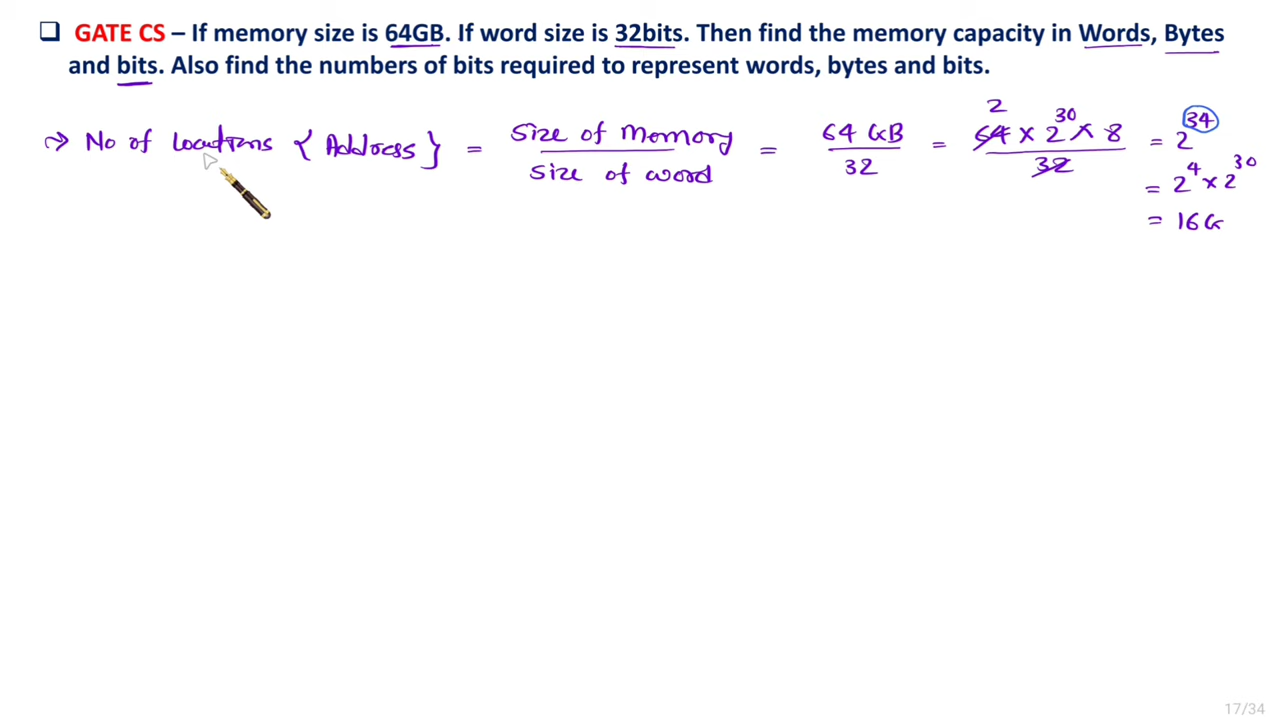 ❑ GATE CS – If memory size is 64GB. If word size is 32bits. Then find the memory capacity in Words, Bytes
and bits. Also find the numbers of bits required to represent words, bytes and bits.
→ No of locations { Address } = Size of memory / Size of word = 64 GB / 32 = 64 × 2^30 × 8 / 32 = 2^34
2
= 2^4 × 2^30
= 16G
17/34